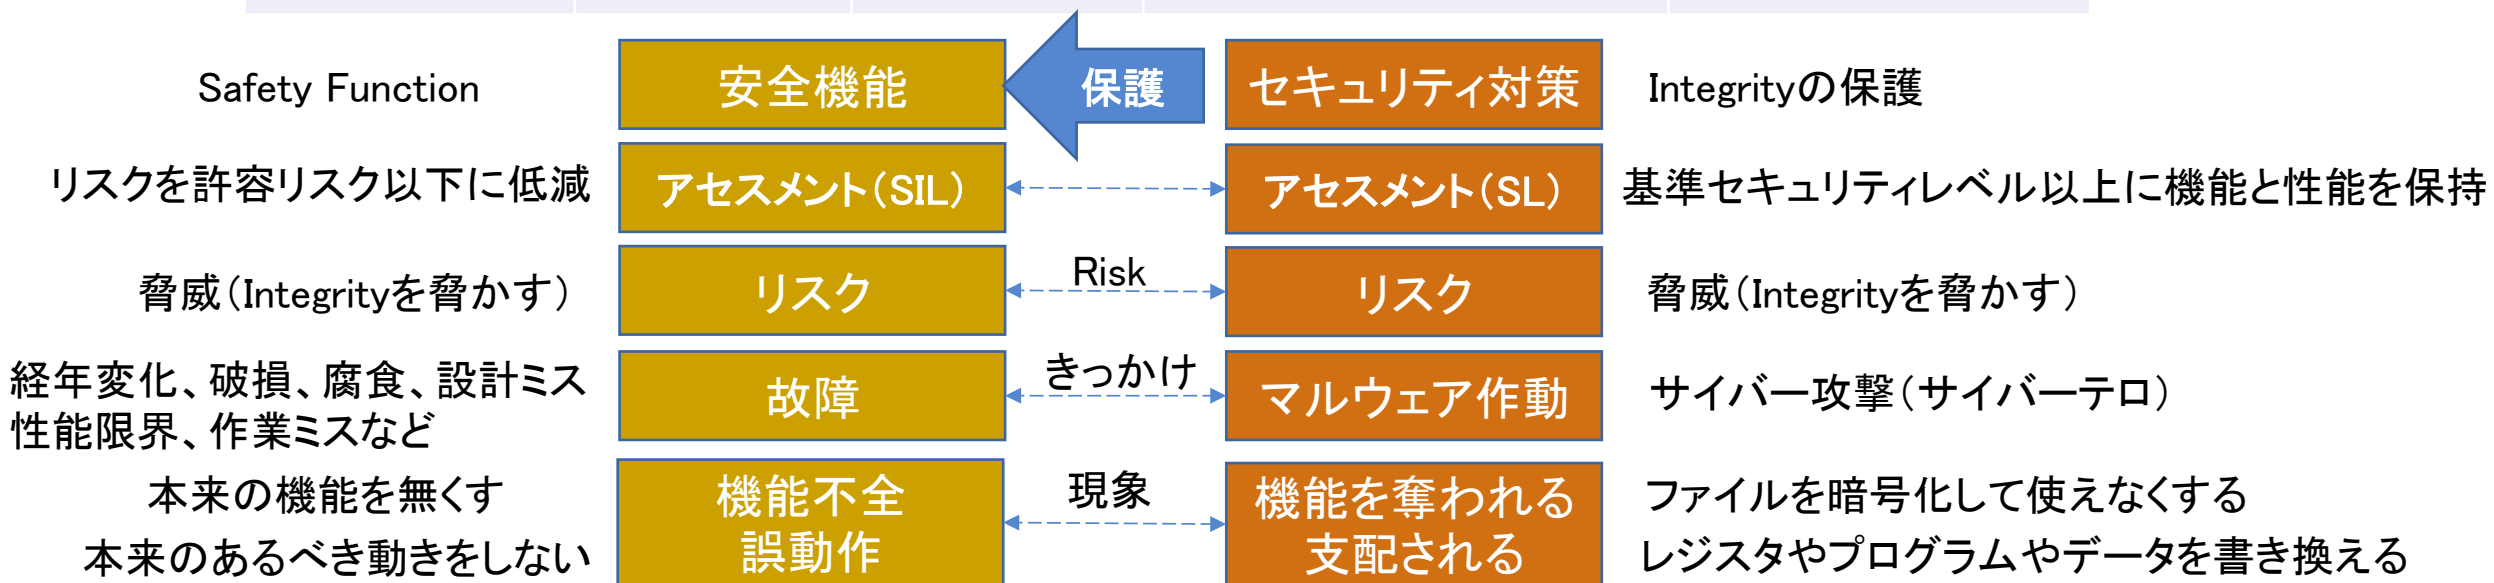 Safety Function 安全機能 保護 セキュリティ対策 Integrityの保護
リスクを許容リスク以下に低減 アセスメント（SIL） アセスメント（SL） 基準セキュリティレベル以上に機能と性能を保持
脅威（Integrityを脅かす） リスク Risk リスク 脅威（Integrityを脅かす）
経年変化、破損、腐食、設計ミス
性能限界、作業ミスなど
故障 きっかけ マルウェア作動 サイバー攻撃（サイバーテロ）
本来の機能を無くす
本来のあるべき動きをしない
機能不全
誤動作
現象
機能を奪われる
支配される
ファイルを暗号化して使えなくする
レジスタやプログラムやデータを書き換える